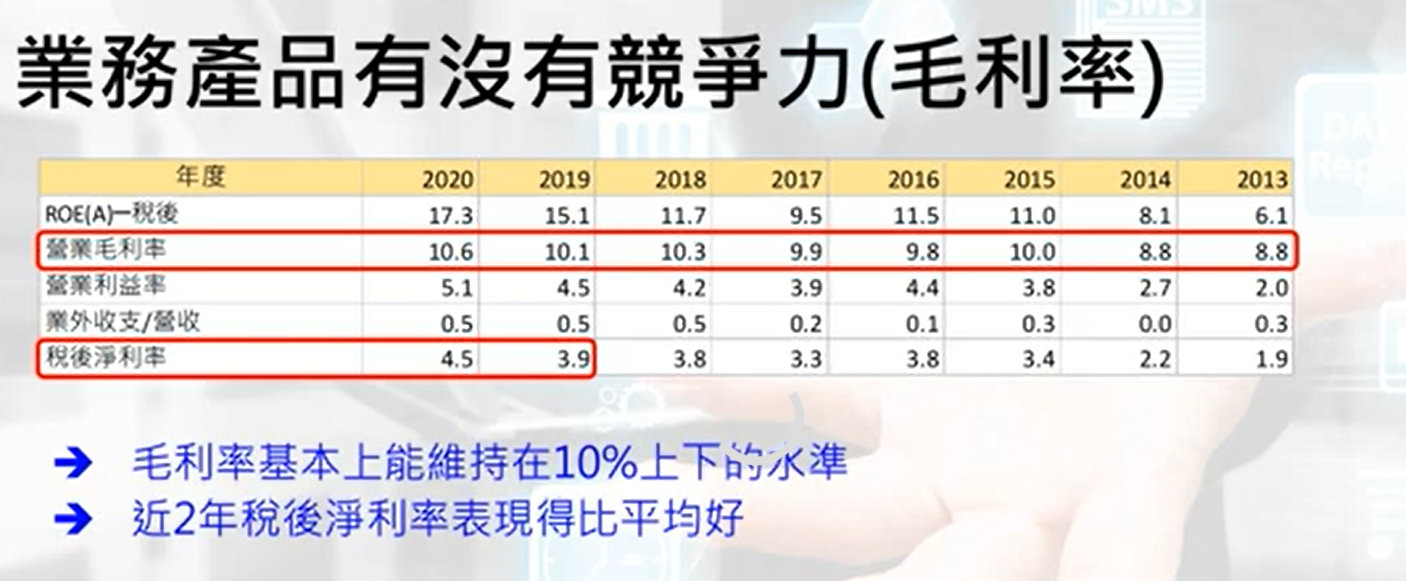 業務產品有沒有競爭力(毛利率)
年度 2020 2019 2018 2017 2016 2015 2014 2013
ROE(A)─稅後 17.3 15.1 11.7 9.5 11.5 11.0 8.1 6.1
營業毛利率 10.6 10.1 10.3 9.9 9.8 10.0 8.8 8.8
營業利益率 5.1 4.5 4.2 3.9 4.4 3.8 2.7 2.0
業外收支/營收 0.5 0.5 0.5 0.2 0.1 0.3 0.0 0.3
稅後淨利率 4.5 3.9 3.8 3.3 3.8 3.4 2.2 1.9
➔ 毛利率基本上能維持在10%上下的水準
➔ 近2年稅後淨利率表現得比平均好
SMS